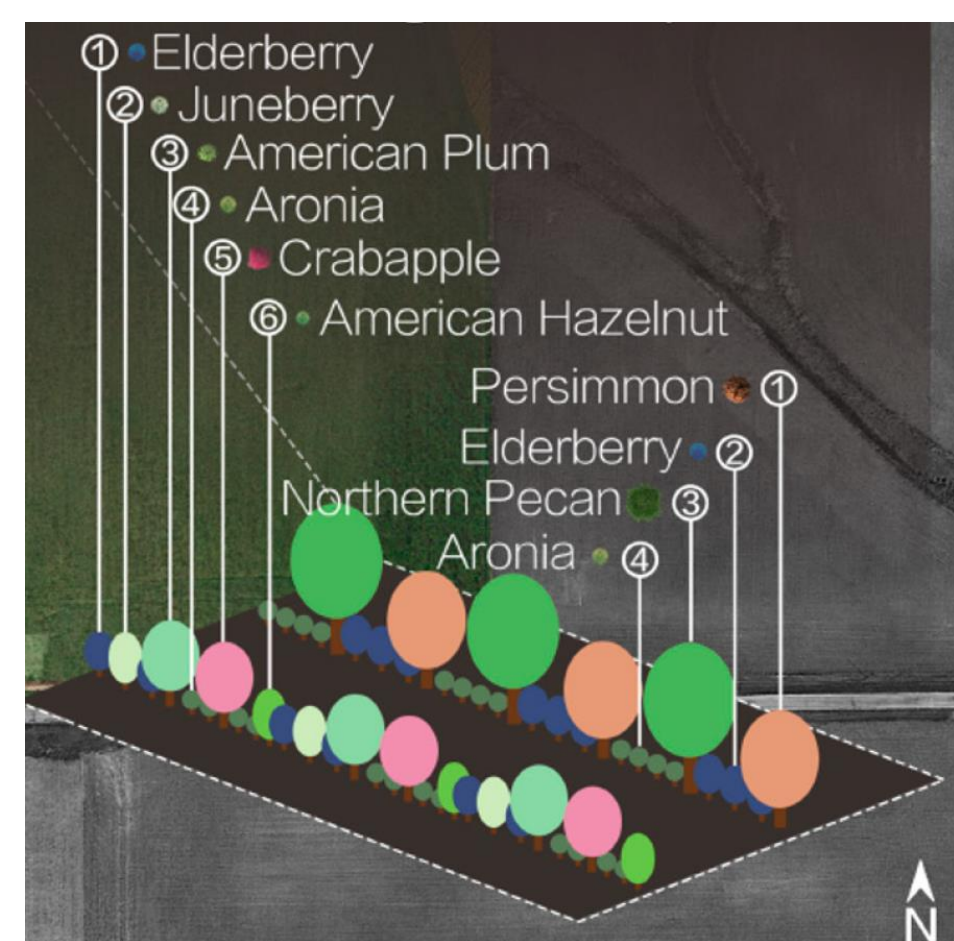 ① Elderberry
② Juneberry
③ American Plum
④ Aronia
⑤ Crabapple
⑥ American Hazelnut
Persimmon ①
Elderberry ②
Northern Pecan ③
Aronia ④
N